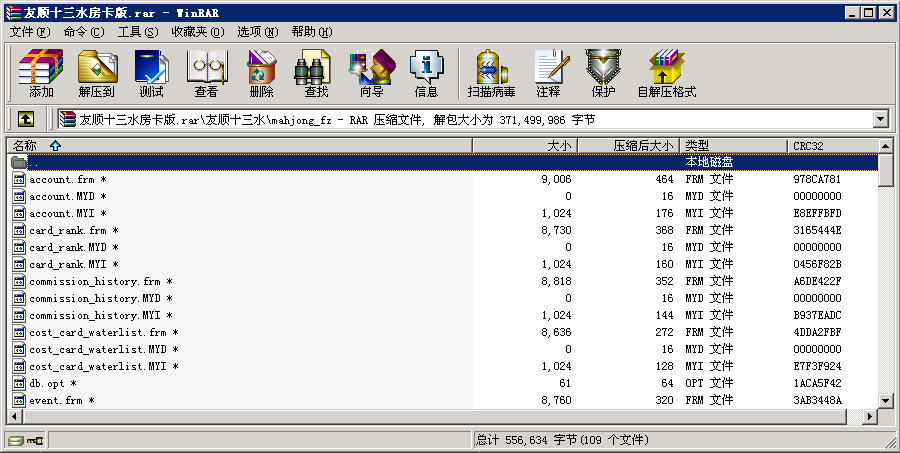 友顺十三水房卡版.rar - WinRAR
文件(F) 命令(C) 工具(S) 收藏夹(O) 选项(N) 帮助(H)
添加 解压到 测试 查看 删除 查找 向导 信息 扫描病毒 注释 保护 自解压格式
友顺十三水房卡版.rar\友顺十三水\mahjong_fz - RAR 压缩文件, 解包大小为 371,499,986 字节
名称 大小 压缩后大小 类型 CRC32
.. 本地磁盘
account.frm * 9,006 464 FRM 文件 978CA781
account.MYD * 0 16 MYD 文件 00000000
account.MYI * 1,024 176 MYI 文件 E8EFFBFD
card_rank.frm * 8,730 368 FRM 文件 3165444E
card_rank.MYD * 0 16 MYD 文件 00000000
card_rank.MYI * 1,024 160 MYI 文件 0456F82B
commission_history.frm * 8,818 352 FRM 文件 A6DE422F
commission_history.MYD * 0 16 MYD 文件 00000000
commission_history.MYI * 1,024 144 MYI 文件 B937EADC
cost_card_waterlist.frm * 8,636 272 FRM 文件 4DDA2FBF
cost_card_waterlist.MYD * 0 16 MYD 文件 00000000
cost_card_waterlist.MYI * 1,024 128 MYI 文件 E7F3F924
db.opt * 61 64 OPT 文件 1ACA5F42
event.frm * 8,760 320 FRM 文件 3AB3448A
总计 556,634 字节(109 个文件)